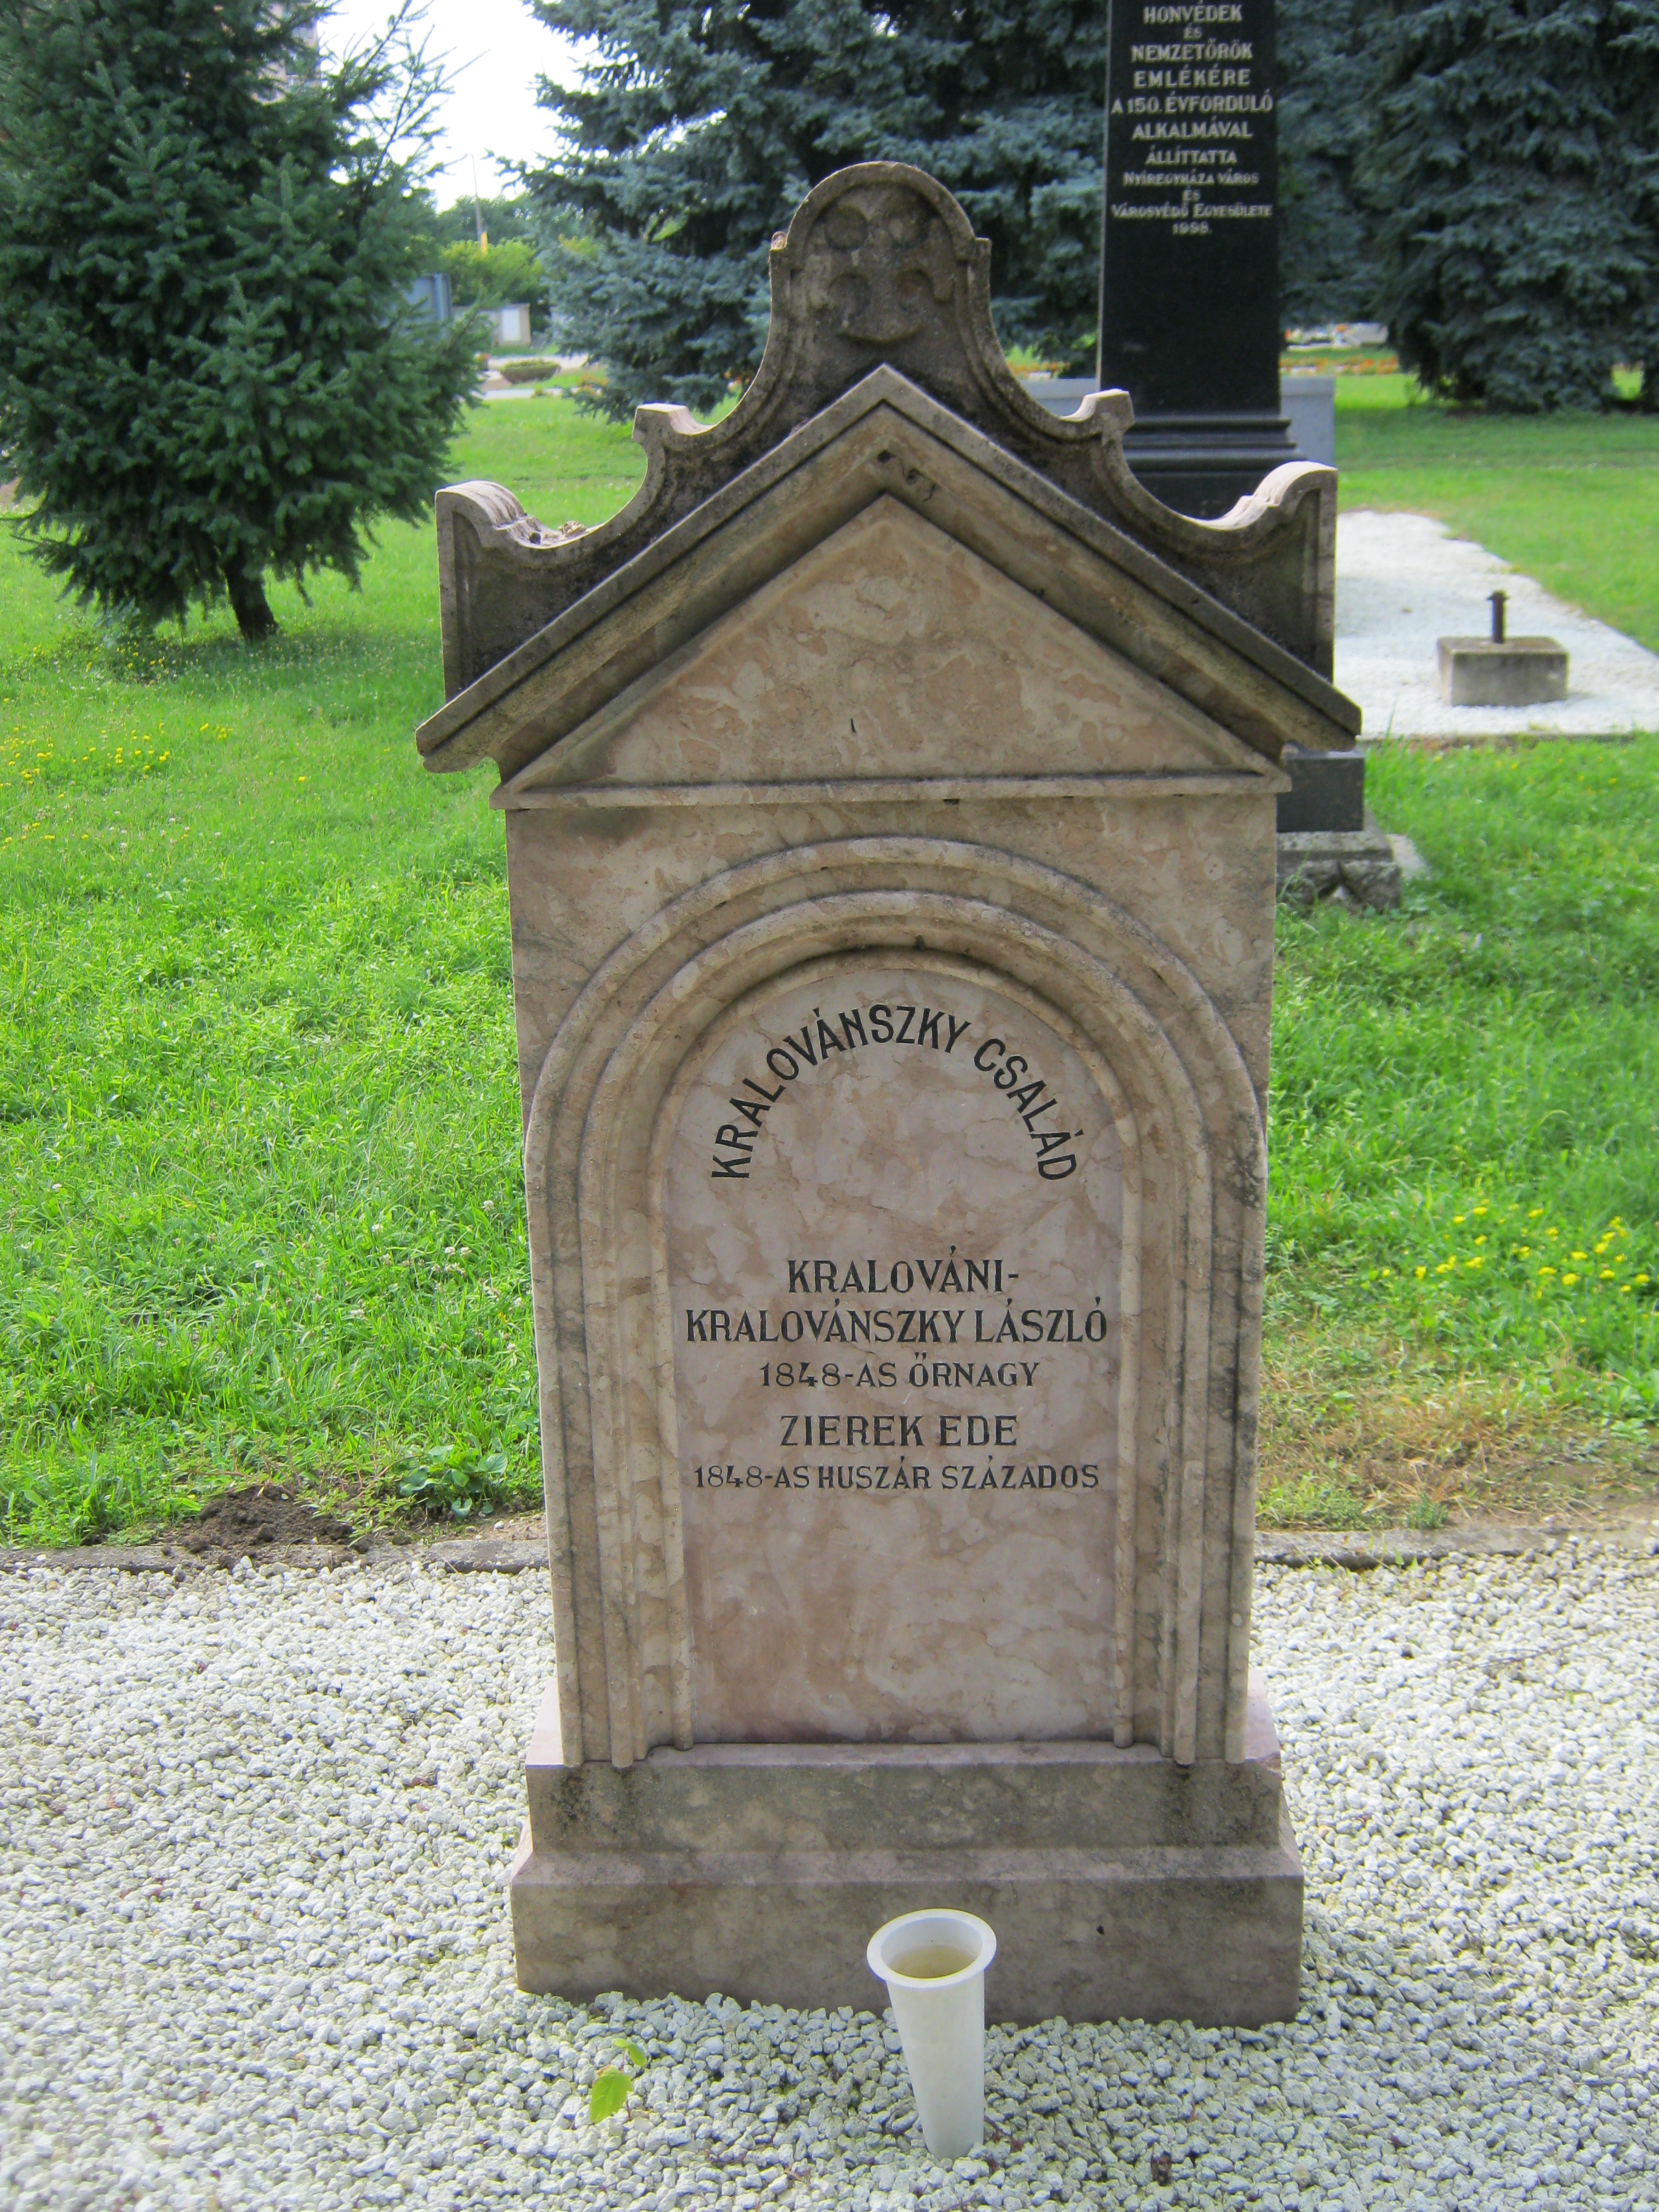 HONVÉDEK
ÉS
NEMZETŐRÖK
EMLÉKÉRE
A 150. ÉVFORDULÓ
ALKALMÁVAL
ÁLLÍTTATTA
NYÍREGYHÁZA VÁROS
ÉS
VÁROSVÉDŐ EGYESÜLETE
1998.
KRALOVÁNSZKY CSALÁD
KRALOVÁNI-
KRALOVÁNSZKY LÁSZLÓ
1848-AS ŐRNAGY
ZIEREK EDE
1848-AS HUSZÁR SZÁZADOS